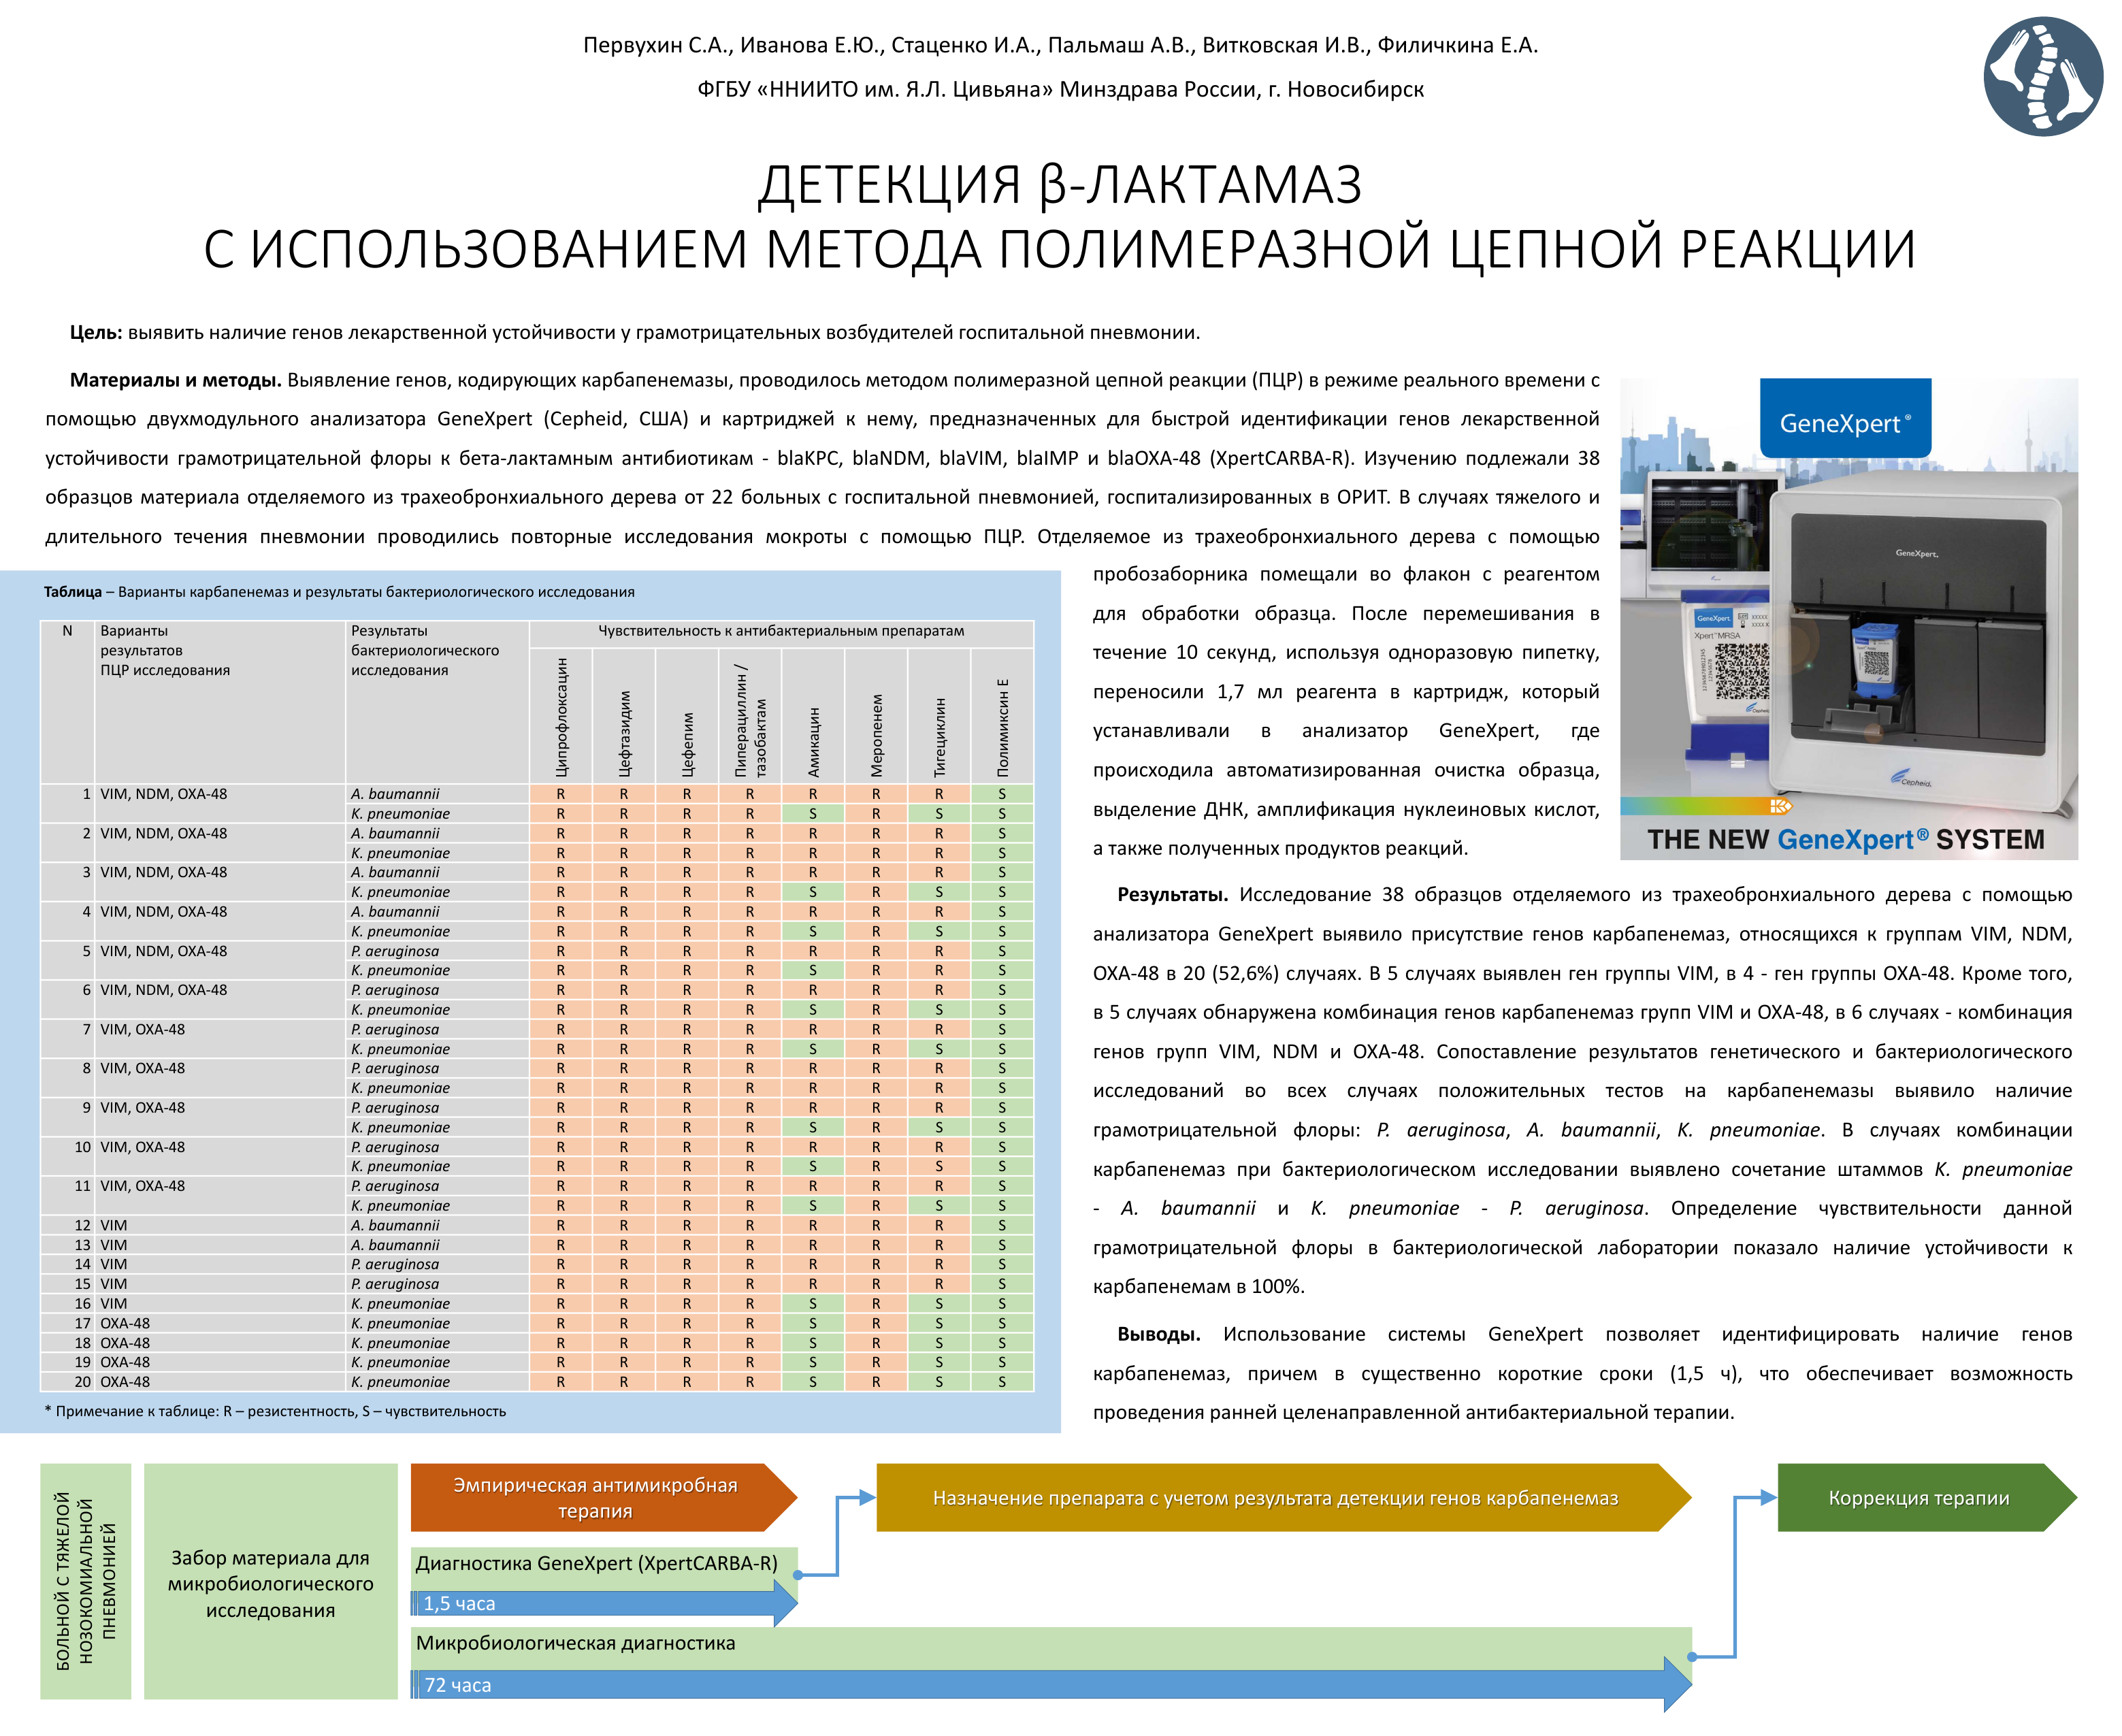 Первухин С.А., Иванова Е.Ю., Стаценко И.А., Пальмаш А.В., Витковская И.В., Филичкина Е.А.
ФГБУ «ННИИТО им. Я.Л. Цивьяна» Минздрава России, г. Новосибирск
ДЕТЕКЦИЯ β-ЛАКТАМАЗ
С ИСПОЛЬЗОВАНИЕМ МЕТОДА ПОЛИМЕРАЗНОЙ ЦЕПНОЙ РЕАКЦИИ
Цель: выявить наличие генов лекарственной устойчивости у грамотрицательных возбудителей госпитальной пневмонии.
Материалы и методы. Выявление генов, кодирующих карбапенемазы, проводилось методом полимеразной цепной реакции (ПЦР) в режиме реального времени с
помощью двухмодульного анализатора GeneXpert (Cepheid, США) и картриджей к нему, предназначенных для быстрой идентификации генов лекарственной
устойчивости грамотрицательной флоры к бета-лактамным антибиотикам - blaKPC, blaNDM, blaVIM, blaIMP и blaOXA-48 (XpertCARBA-R). Изучению подлежали 38
образцов материала отделяемого из трахеобронхиального дерева от 22 больных с госпитальной пневмонией, госпитализированных в ОРИТ. В случаях тяжелого и
длительного течения пневмонии проводились повторные исследования мокроты с помощью ПЦР. Отделяемое из трахеобронхиального дерева с помощью
пробозаборника помещали во флакон с реагентом
для обработки образца. После перемешивания в
течение 10 секунд, используя одноразовую пипетку,
переносили 1,7 мл реагента в картридж, который
устанавливали в анализатор GeneXpert, где
происходила автоматизированная очистка образца,
выделение ДНК, амплификация нуклеиновых кислот,
а также полученных продуктов реакций.
GeneXpert®
GeneXpert.
GeneXpert
Xpert™MRSA
Cepheid.
THE NEW GeneXpert® SYSTEM
Таблица – Варианты карбапенемаз и результаты бактериологического исследования
N Варианты результатов ПЦР исследования Результаты бактериологического исследования Чувствительность к антибактериальным препаратам
Ципрофлоксацин Цефтазидим Цефепим Пиперациллин / тазобактам Амикацин Меропенем Тигециклин Полимиксин E
1 VIM, NDM, OXA-48 A. baumannii R R R R R R R S
K. pneumoniae R R R R S R S S
2 VIM, NDM, OXA-48 A. baumannii R R R R R R R S
K. pneumoniae R R R R R R R S
3 VIM, NDM, OXA-48 A. baumannii R R R R R R R S
K. pneumoniae R R R R S R S S
4 VIM, NDM, OXA-48 A. baumannii R R R R R R R S
K. pneumoniae R R R R S R S S
5 VIM, NDM, OXA-48 P. aeruginosa R R R R R R R S
K. pneumoniae R R R R S R S S
6 VIM, NDM, OXA-48 P. aeruginosa R R R R R R R S
K. pneumoniae R R R R S R S S
7 VIM, OXA-48 P. aeruginosa R R R R R R R S
K. pneumoniae R R R R S R S S
8 VIM, OXA-48 P. aeruginosa R R R R R R R S
K. pneumoniae R R R R R R R S
9 VIM, OXA-48 P. aeruginosa R R R R R R R S
K. pneumoniae R R R R S R S S
10 VIM, OXA-48 P. aeruginosa R R R R R R R S
K. pneumoniae R R R R S R S S
11 VIM, OXA-48 P. aeruginosa R R R R R R R S
K. pneumoniae R R R R S R S S
12 VIM A. baumannii R R R R R R R S
13 VIM A. baumannii R R R R R R R S
14 VIM P. aeruginosa R R R R R R R S
15 VIM P. aeruginosa R R R R R R R S
16 VIM K. pneumoniae R R R R S R S S
17 OXA-48 K. pneumoniae R R R R S R S S
18 OXA-48 K. pneumoniae R R R R S R S S
19 OXA-48 K. pneumoniae R R R R S R S S
20 OXA-48 K. pneumoniae R R R R S R S S
* Примечание к таблице: R – резистентность, S – чувствительность
Результаты. Исследование 38 образцов отделяемого из трахеобронхиального дерева с помощью
анализатора GeneXpert выявило присутствие генов карбапенемаз, относящихся к группам VIM, NDM,
OXA-48 в 20 (52,6%) случаях. В 5 случаях выявлен ген группы VIM, в 4 - ген группы OXA-48. Кроме того,
в 5 случаях обнаружена комбинация генов карбапенемаз групп VIM и OXA-48, в 6 случаях - комбинация
генов групп VIM, NDM и OXA-48. Сопоставление результатов генетического и бактериологического
исследований во всех случаях положительных тестов на карбапенемазы выявило наличие
грамотрицательной флоры: P. aeruginosa, A. baumannii, K. pneumoniae. В случаях комбинации
карбапенемаз при бактериологическом исследовании выявлено сочетание штаммов K. pneumoniae
- A. baumannii и K. pneumoniae - P. aeruginosa. Определение чувствительности данной
грамотрицательной флоры в бактериологической лаборатории показало наличие устойчивости к
карбапенемам в 100%.
Выводы. Использование системы GeneXpert позволяет идентифицировать наличие генов
карбапенемаз, причем в существенно короткие сроки (1,5 ч), что обеспечивает возможность
проведения ранней целенаправленной антибактериальной терапии.
БОЛЬНОЙ С ТЯЖЕЛОЙ
НОЗОКОМИАЛЬНОЙ
ПНЕВМОНИЕЙ
Забор материала для
микробиологического
исследования
Эмпирическая антимикробная
терапия
Назначение препарата с учетом результата детекции генов карбапенемаз
Коррекция терапии
Диагностика GeneXpert (XpertCARBA-R)
1,5 часа
Микробиологическая диагностика
72 часа